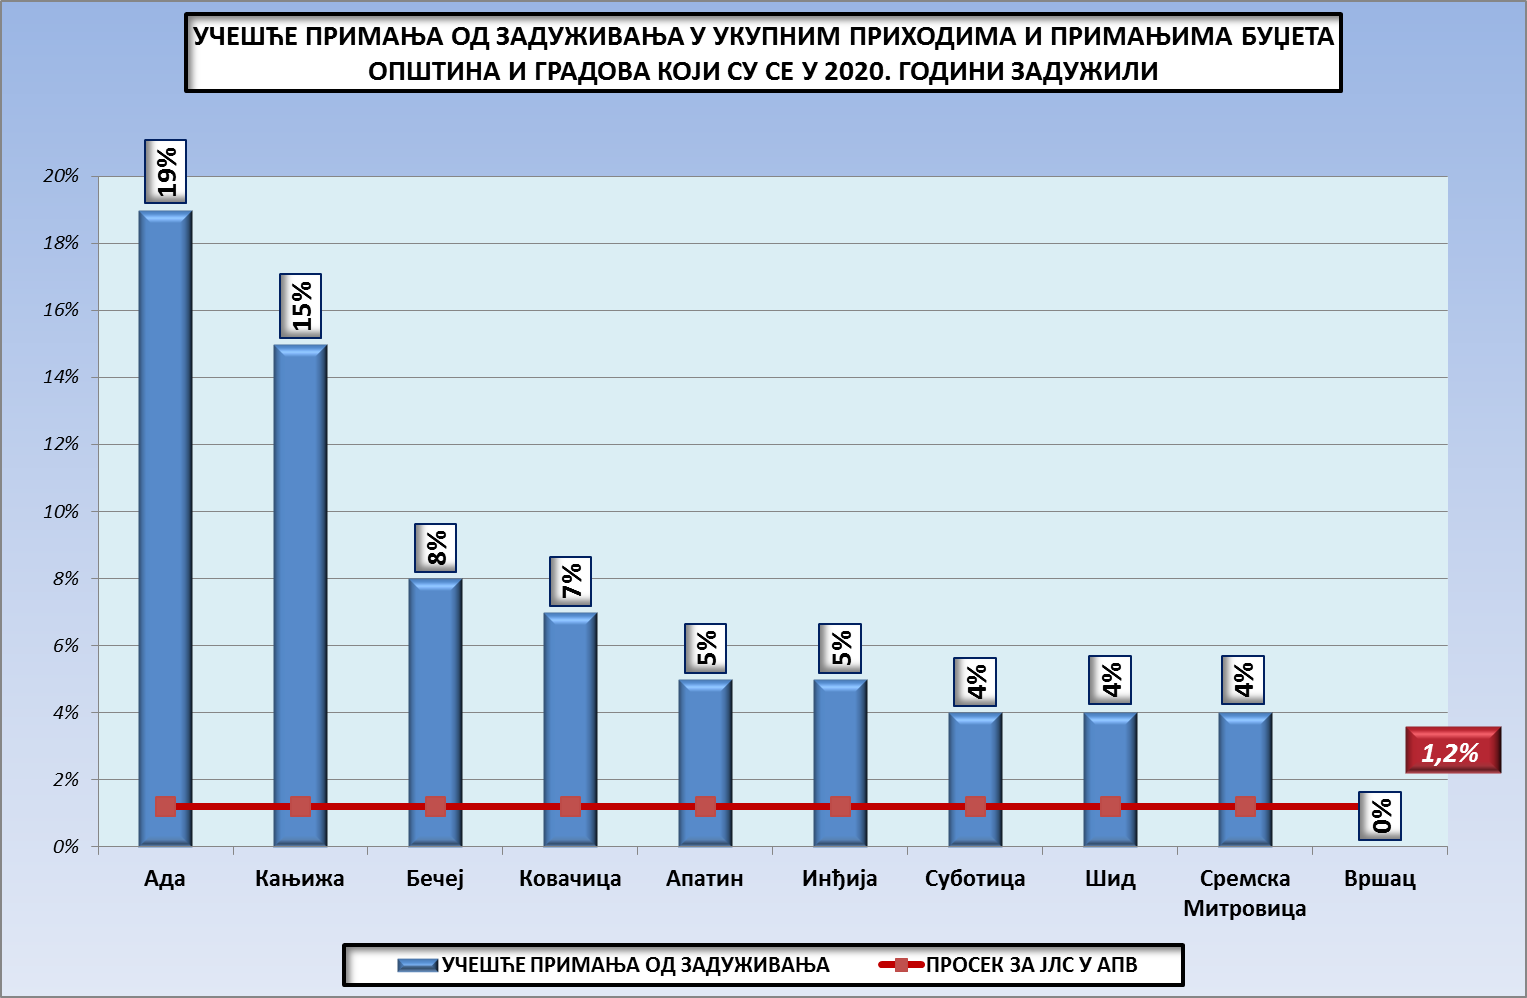 УЧЕШЋЕ ПРИМАЊА ОД ЗАДУЖИВАЊА У УКУПНИМ ПРИХОДИМА И ПРИМАЊИМА БУЏЕТА
ОПШТИНА И ГРАДОВА КОЈИ СУ СЕ У 2020. ГОДИНИ ЗАДУЖИЛИ
20%
18%
16%
14%
12%
10%
8%
6%
4%
2%
0%
19%
15%
8%
7%
5%
5%
4%
4%
4%
0%
1,2%
Ада
Кањижа
Бечеј
Ковачица
Апатин
Инђија
Суботица
Шид
Сремска
Митровица
Вршац
УЧЕШЋЕ ПРИМАЊА ОД ЗАДУЖИВАЊА
ПРОСЕК ЗА ЈЛС У АПВ